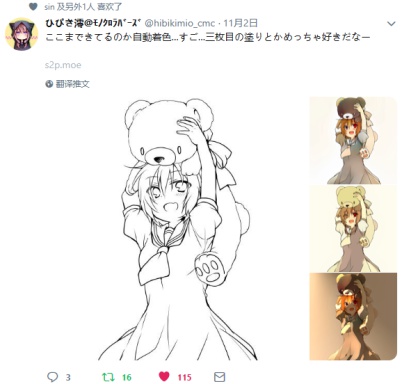 sin 及另外1人 喜欢了
ひびき澪@ﾓﾉｸﾛﾗﾊﾞｰｽﾞ @hibikimio_cmc · 11月2日
ここまできてるのか自動着色...すご...三枚目の塗りとかめっちゃ好きだなー
s2p.moe
翻译推文
3 16 115